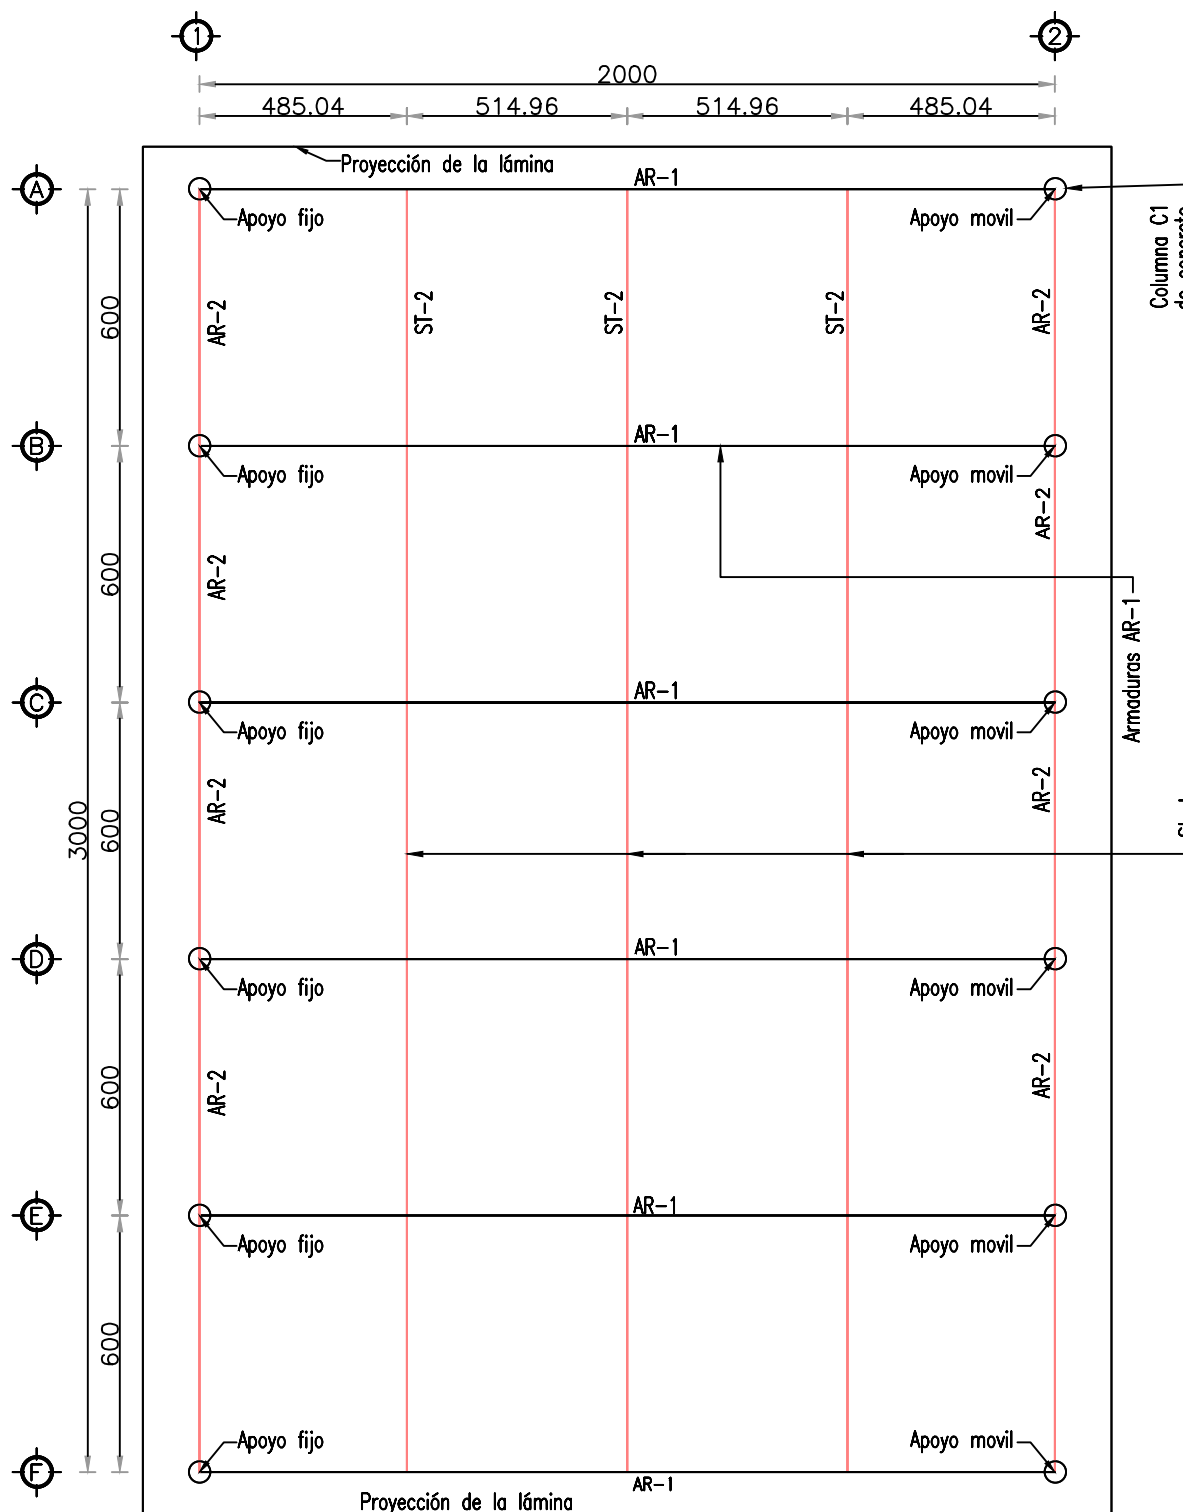 1
2
2000
485.04
514.96
514.96
485.04
Proyección de la lámina
A
AR-1
Apoyo fijo
Apoyo movil
Columna C1
600
AR-2
ST-2
ST-2
ST-2
AR-2
B
AR-1
Apoyo fijo
Apoyo movil
600
AR-2
AR-2
Armaduras AR-1
C
AR-1
Apoyo fijo
Apoyo movil
3000
600
AR-2
AR-2
D
AR-1
Apoyo fijo
Apoyo movil
600
AR-2
AR-2
E
AR-1
Apoyo fijo
Apoyo movil
600
Apoyo fijo
Apoyo movil
F
AR-1
Proyección de la lámina